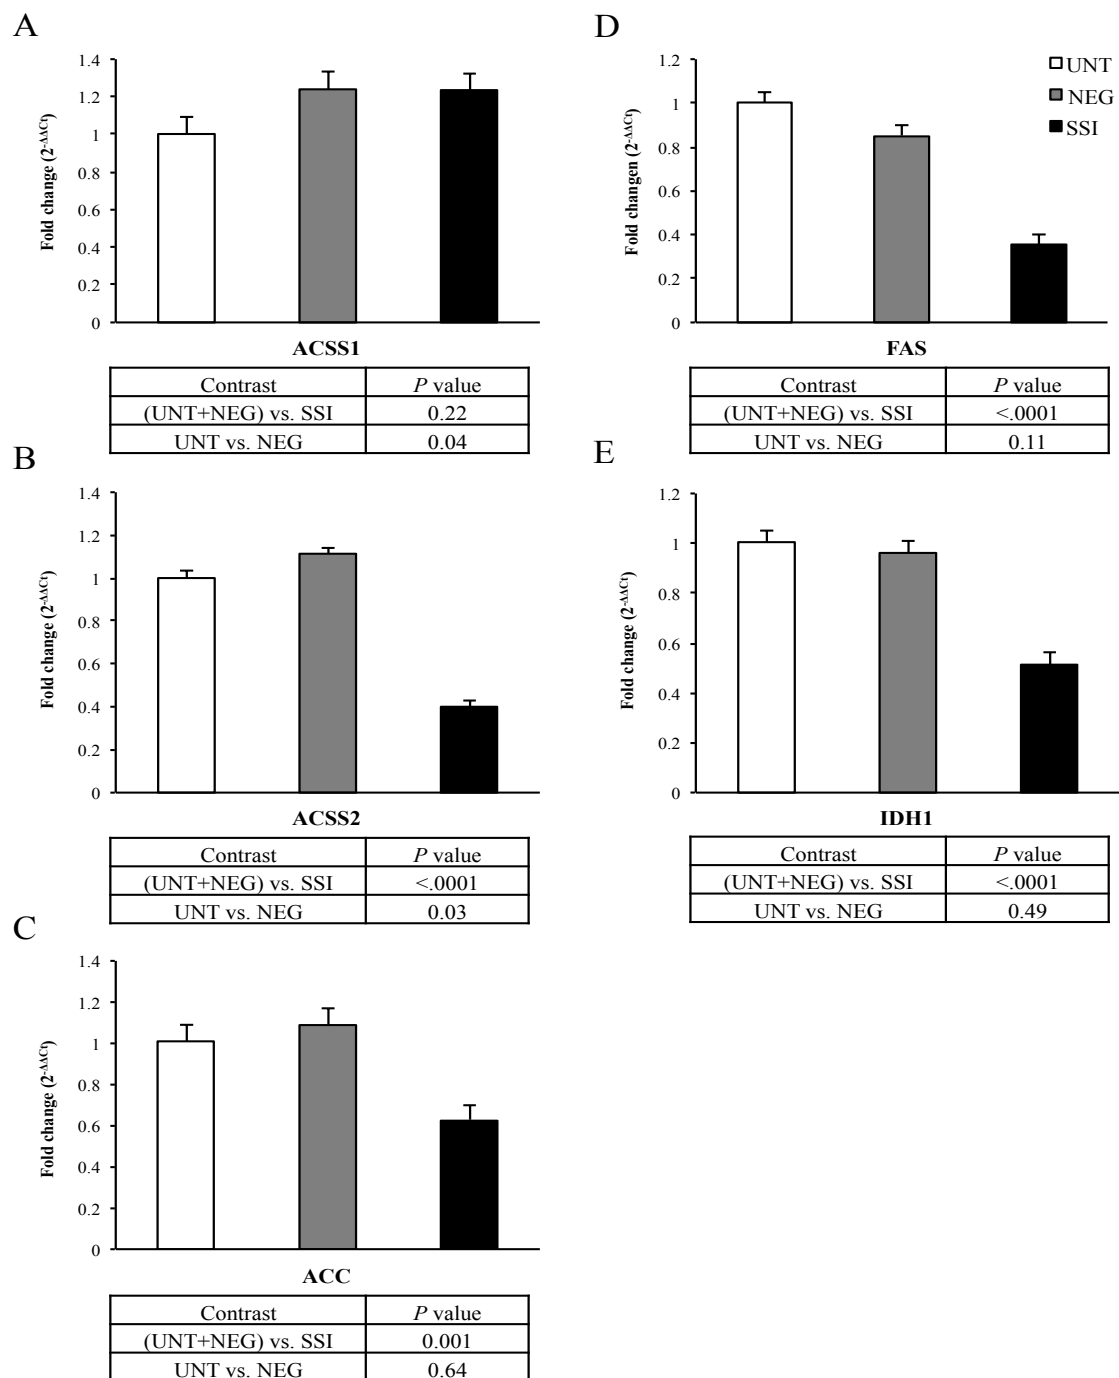 A
Fold change (2-ΔΔCt)
1.4
1.2
1
0.8
0.6
0.4
0.2
0
ACSS1
Contrast P value
(UNT+NEG) vs. SSI 0.22
UNT vs. NEG 0.04
B
Fold change (2-ΔΔCt)
1.4
1.2
1
0.8
0.6
0.4
0.2
0
ACSS2
Contrast P value
(UNT+NEG) vs. SSI <.0001
UNT vs. NEG 0.03
C
Fold change (2-ΔΔCt)
1.4
1.2
1
0.8
0.6
0.4
0.2
0
ACC
Contrast P value
(UNT+NEG) vs. SSI 0.001
UNT vs. NEG 0.64
D
Fold changen (2-ΔΔCt)
1.2
1
0.8
0.6
0.4
0.2
0
UNT
NEG
SSI
FAS
Contrast P value
(UNT+NEG) vs. SSI <.0001
UNT vs. NEG 0.11
E
Fold change (2-ΔΔCt)
1.2
1
0.8
0.6
0.4
0.2
0
IDH1
Contrast P value
(UNT+NEG) vs. SSI <.0001
UNT vs. NEG 0.49